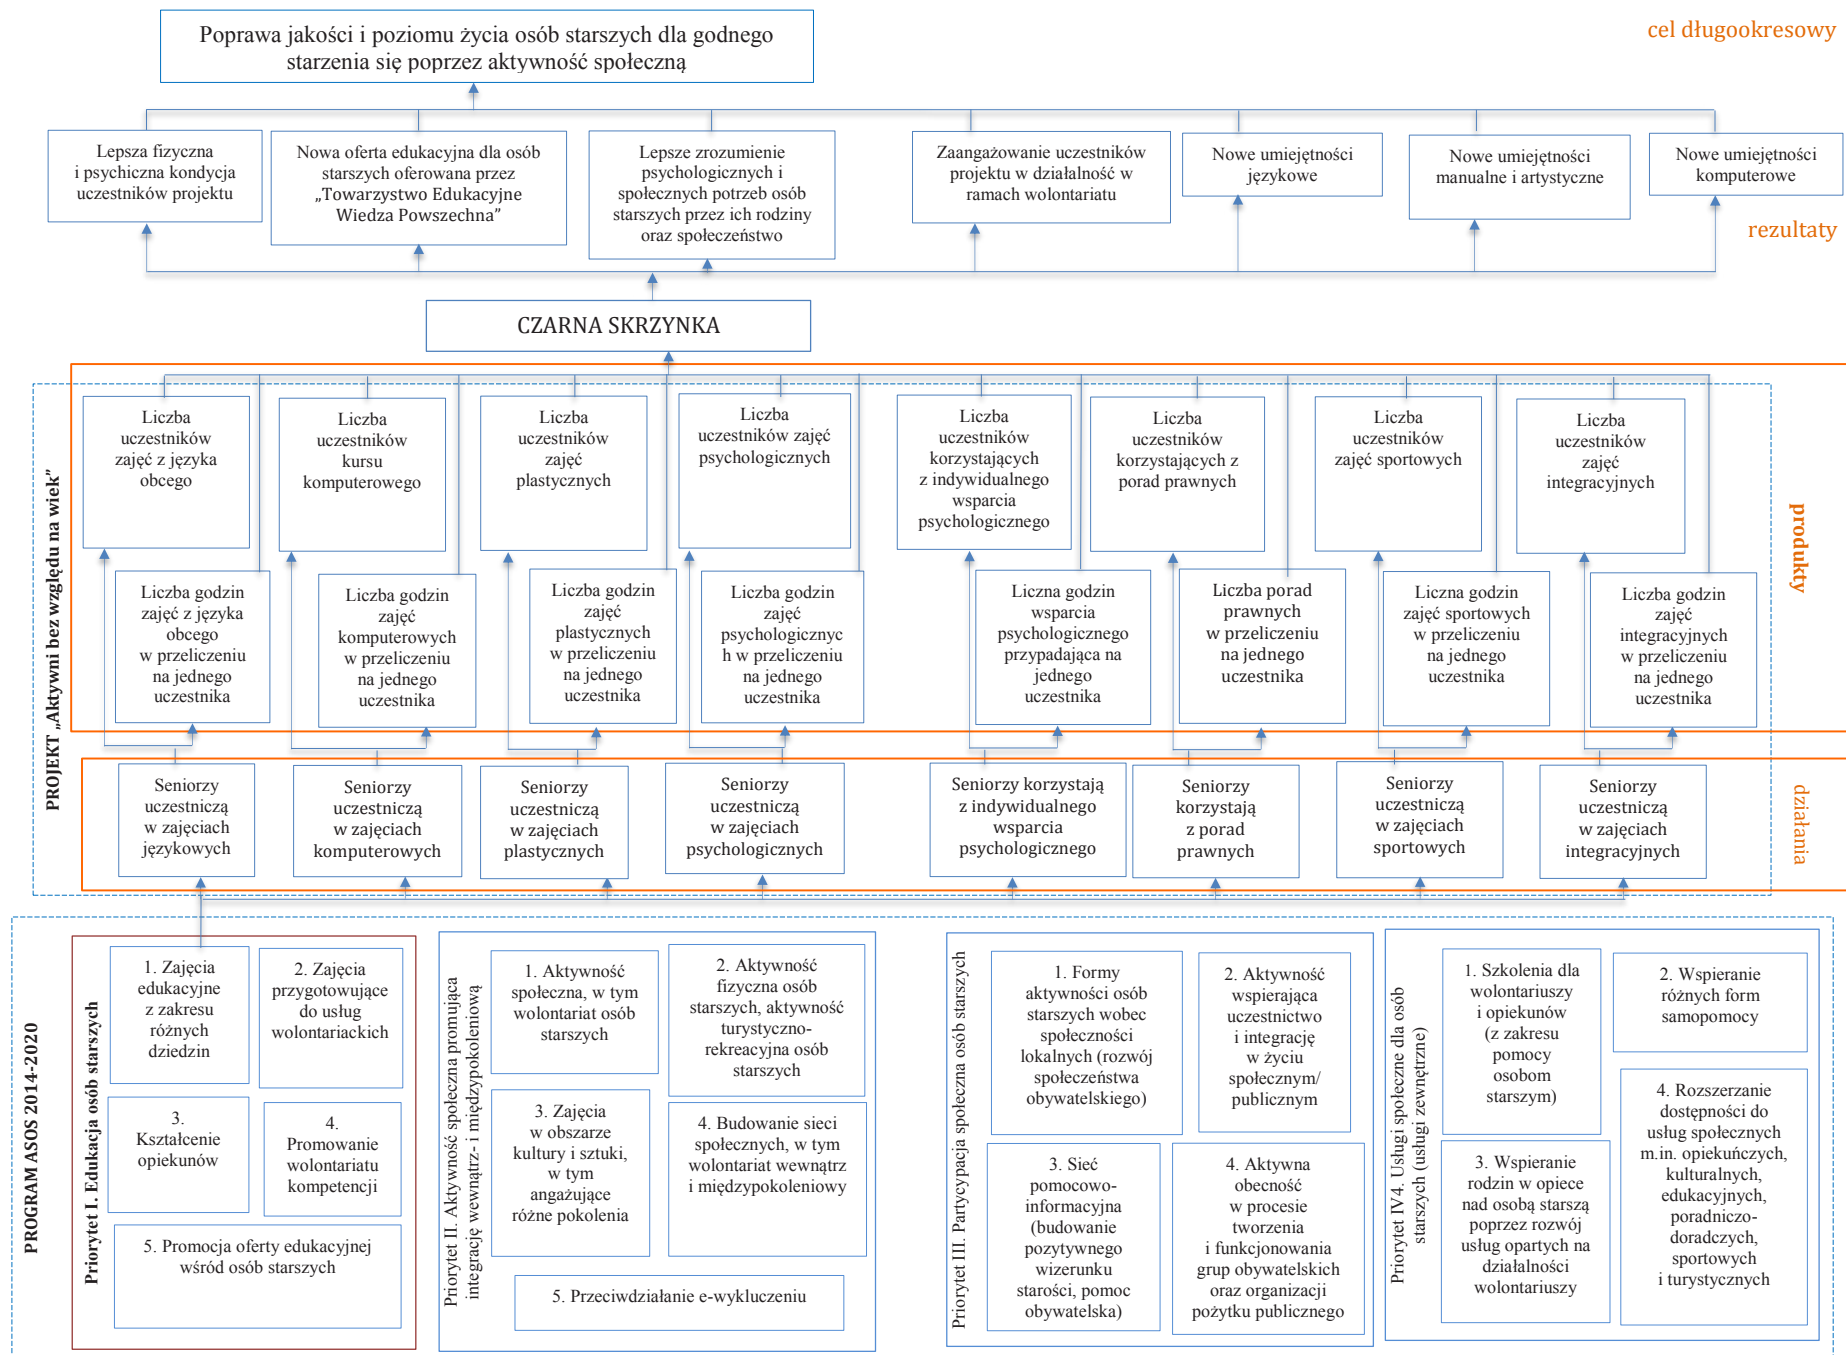 cel długookresowy
Poprawa jakości i poziomu życia osób starszych dla godnego
starzenia się poprzez aktywność społeczną
Lepsza fizyczna
i psychiczna kondycja
uczestników projektu
Nowa oferta edukacyjna dla osób
starszych oferowana przez
„Towarzystwo Edukacyjne
Wiedza Powszechna”
Lepsze zrozumienie
psychologicznych i
społecznych potrzeb osób
starszych przez ich rodziny
oraz społeczeństwo
Zaangażowanie uczestników
projektu w działalność w
ramach wolontariatu
Nowe umiejętności
językowe
Nowe umiejętności
manualne i artystyczne
Nowe umiejętności
komputerowe
rezultaty
CZARNA SKRZYNKA
PROJEKT „Aktywni bez względu na wiek”
Liczba
uczestników
zajęć z języka
obcego
Liczba
uczestników
kursu
komputerowego
Liczba
uczestników
zajęć
plastycznych
Liczba
uczestników zajęć
psychologicznych
Liczba
uczestników
korzystających
z indywidualnego
wsparcia
psychologicznego
Liczba
uczestników
korzystających z
porad prawnych
Liczba
uczestników
zajęć sportowych
Liczba
uczestników
zajęć
integracyjnych
produkty
Liczba godzin
zajęć z języka
obcego
w przeliczeniu
na jednego
uczestnika
Liczba godzin
zajęć
komputerowych
w przeliczeniu
na jednego
uczestnika
Liczba godzin
zajęć
plastycznych
w przeliczeniu
na jednego
uczestnika
Liczba godzin
zajęć
psychologicznyc
h w przeliczeniu
na jednego
uczestnika
Liczna godzin
wsparcia
psychologicznego
przypadająca na
jednego
uczestnika
Liczba porad
prawnych
w przeliczeniu
na jednego
uczestnika
Liczna godzin
zajęć sportowych
w przeliczeniu
na jednego
uczestnika
Liczba godzin
zajęć
integracyjnych
w przeliczeniu
na jednego
uczestnika
Seniorzy
uczestniczą
w zajęciach
językowych
Seniorzy
uczestniczą
w zajęciach
komputerowych
Seniorzy
uczestniczą
w zajęciach
plastycznych
Seniorzy
uczestniczą
w zajęciach
psychologicznych
Seniorzy korzystają
z indywidualnego
wsparcia
psychologicznego
Seniorzy
korzystają
z porad
prawnych
Seniorzy
uczestniczą
w zajęciach
sportowych
Seniorzy
uczestniczą
w zajęciach
integracyjnych
działania
PROGRAM ASOS 2014-2020
Priorytet I. Edukacja osób starszych
1. Zajęcia
edukacyjne
z zakresu
różnych
dziedzin
2. Zajęcia
przygotowujące
do usług
wolontariackich
3.
Kształcenie
opiekunów
4.
Promowanie
wolontariatu
kompetencji
5. Promocja oferty edukacyjnej
wśród osób starszych
Priorytet II. Aktywność społeczna promująca
integrację wewnątrz- i międzypokoleniową
1. Aktywność
społeczna, w tym
wolontariat osób
starszych
2. Aktywność
fizyczna osób
starszych, aktywność
turystyczno-
rekreacyjna osób
starszych
3. Zajęcia
w obszarze
kultury i sztuki,
w tym
angażujące
różne pokolenia
4. Budowanie sieci
społecznych, w tym
wolontariat wewnątrz
i międzypokoleniowy
5. Przeciwdziałanie e-wykluczeniu
Priorytet III. Partycypacja społeczna osób starszych
1. Formy
aktywności osób
starszych wobec
społeczności
lokalnych (rozwój
społeczeństwa
obywatelskiego)
2. Aktywność
wspierająca
uczestnictwo
i integrację
w życiu
społecznym/
publicznym
3. Sieć
pomocowo-
informacyjna
(budowanie
pozytywnego
wizerunku
starości, pomoc
obywatelska)
4. Aktywna
obecność
w procesie
tworzenia
i funkcjonowania
grup obywatelskich
oraz organizacji
pożytku publicznego
Priorytet IV4. Usługi społeczne dla osób
starszych (usługi zewnętrzne)
1. Szkolenia dla
wolontariuszy
i opiekunów
(z zakresu
pomocy
osobom
starszym)
2. Wspieranie
różnych form
samopomocy
3. Wspieranie
rodzin w opiece
nad osobą starszą
poprzez rozwój
usług opartych na
działalności
wolontariuszy
4. Rozszerzanie
dostępności do
usług społecznych
m.in. opiekuńczych,
kulturalnych,
edukacyjnych,
poradniczo-
doradczych,
sportowych
i turystycznych